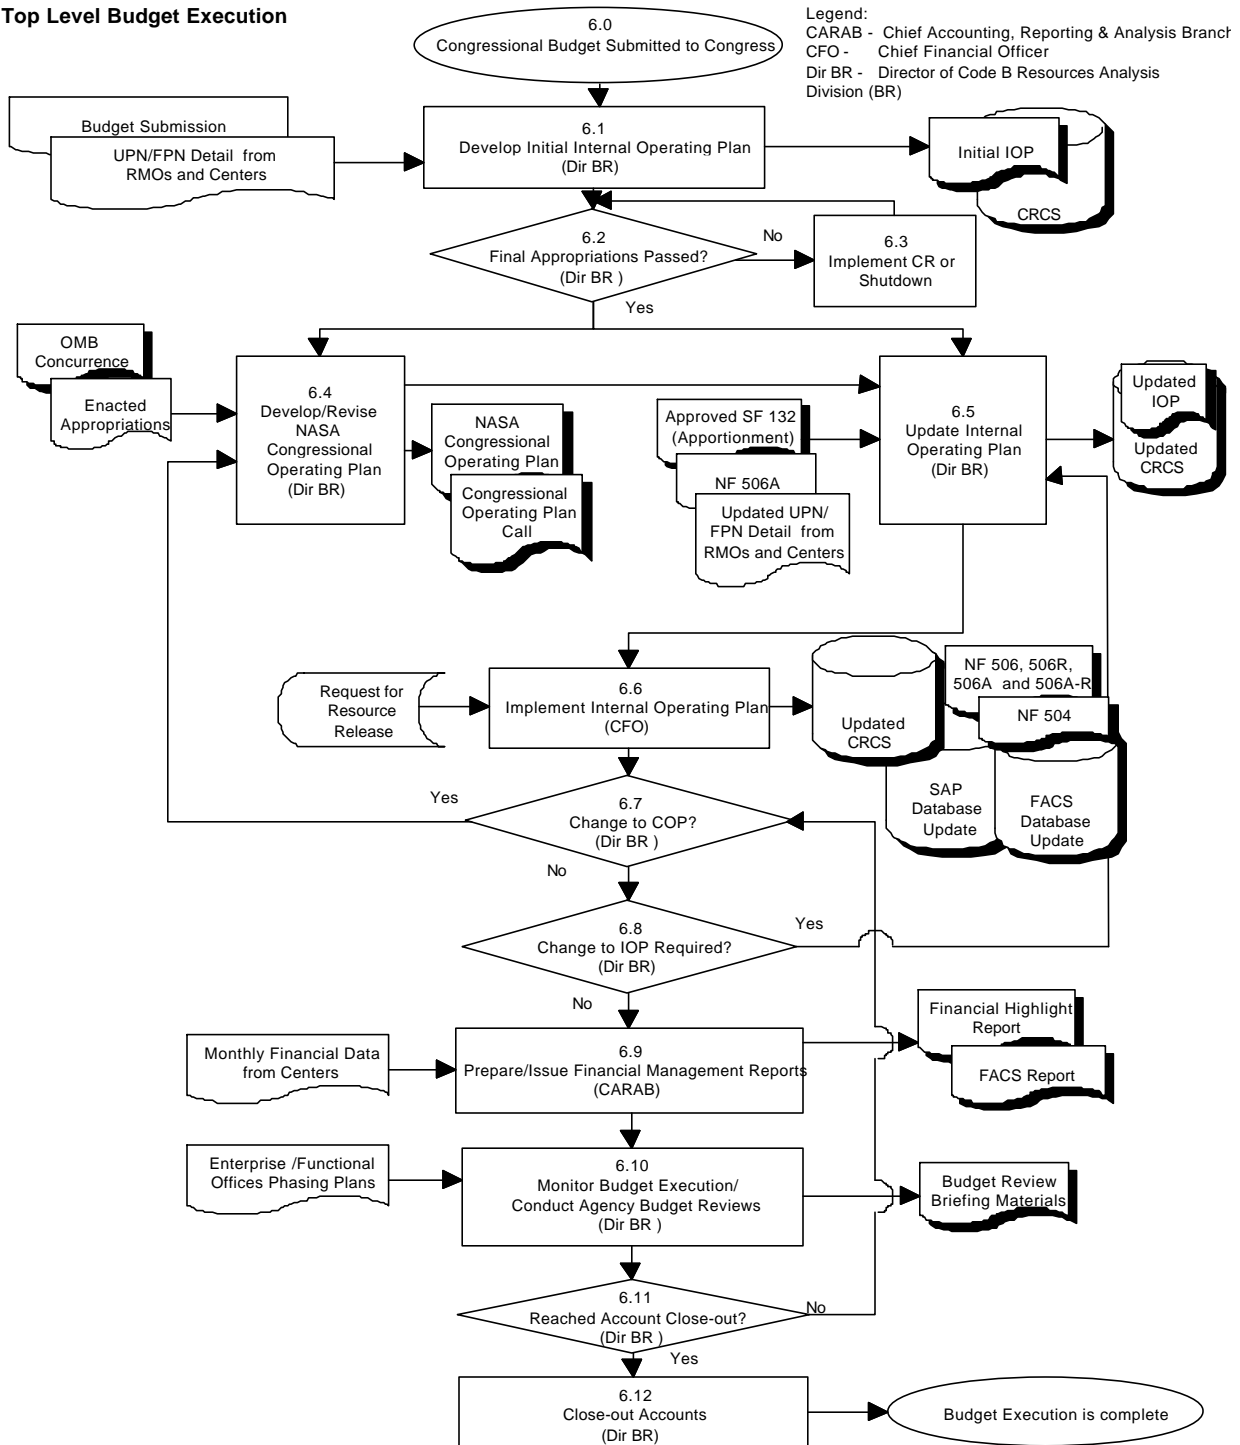 Top Level Budget Execution
6.0
Congressional Budget Submitted to Congress
Legend:
CARAB - Chief Accounting, Reporting & Analysis Branch
CFO - Chief Financial Officer
Dir BR - Director of Code B Resources Analysis
Division (BR)
Budget Submission
UPN/FPN Detail from
RMOs and Centers
6.1
Develop Initial Internal Operating Plan
(Dir BR)
Initial IOP
CRCS
6.2
Final Appropriations Passed?
(Dir BR )
No
6.3
Implement CR or
Shutdown
Yes
OMB
Concurrence
Enacted
Appropriations
6.4
Develop/Revise
NASA
Congressional
Operating Plan
(Dir BR)
NASA
Congressional
Operating Plan
Congressional
Operating Plan
Call
Approved SF 132
(Apportionment)
NF 506A
Updated UPN/
FPN Detail from
RMOs and Centers
6.5
Update Internal
Operating Plan
(Dir BR)
Updated
IOP
Updated
CRCS
Request for
Resource
Release
6.6
Implement Internal Operating Plan
(CFO)
Updated
CRCS
NF 506, 506R,
506A and 506A-R
NF 504
SAP
Database
Update
FACS
Database
Update
Yes
6.7
Change to COP?
(Dir BR )
No
6.8
Change to IOP Required?
(Dir BR)
Yes
No
Monthly Financial Data
from Centers
6.9
Prepare/Issue Financial Management Reports
(CARAB)
Financial Highlight
Report
FACS Report
Enterprise /Functional
Offices Phasing Plans
6.10
Monitor Budget Execution/
Conduct Agency Budget Reviews
(Dir BR )
Budget Review
Briefing Materials
6.11
Reached Account Close-out?
(Dir BR )
No
Yes
6.12
Close-out Accounts
(Dir BR)
Budget Execution is complete